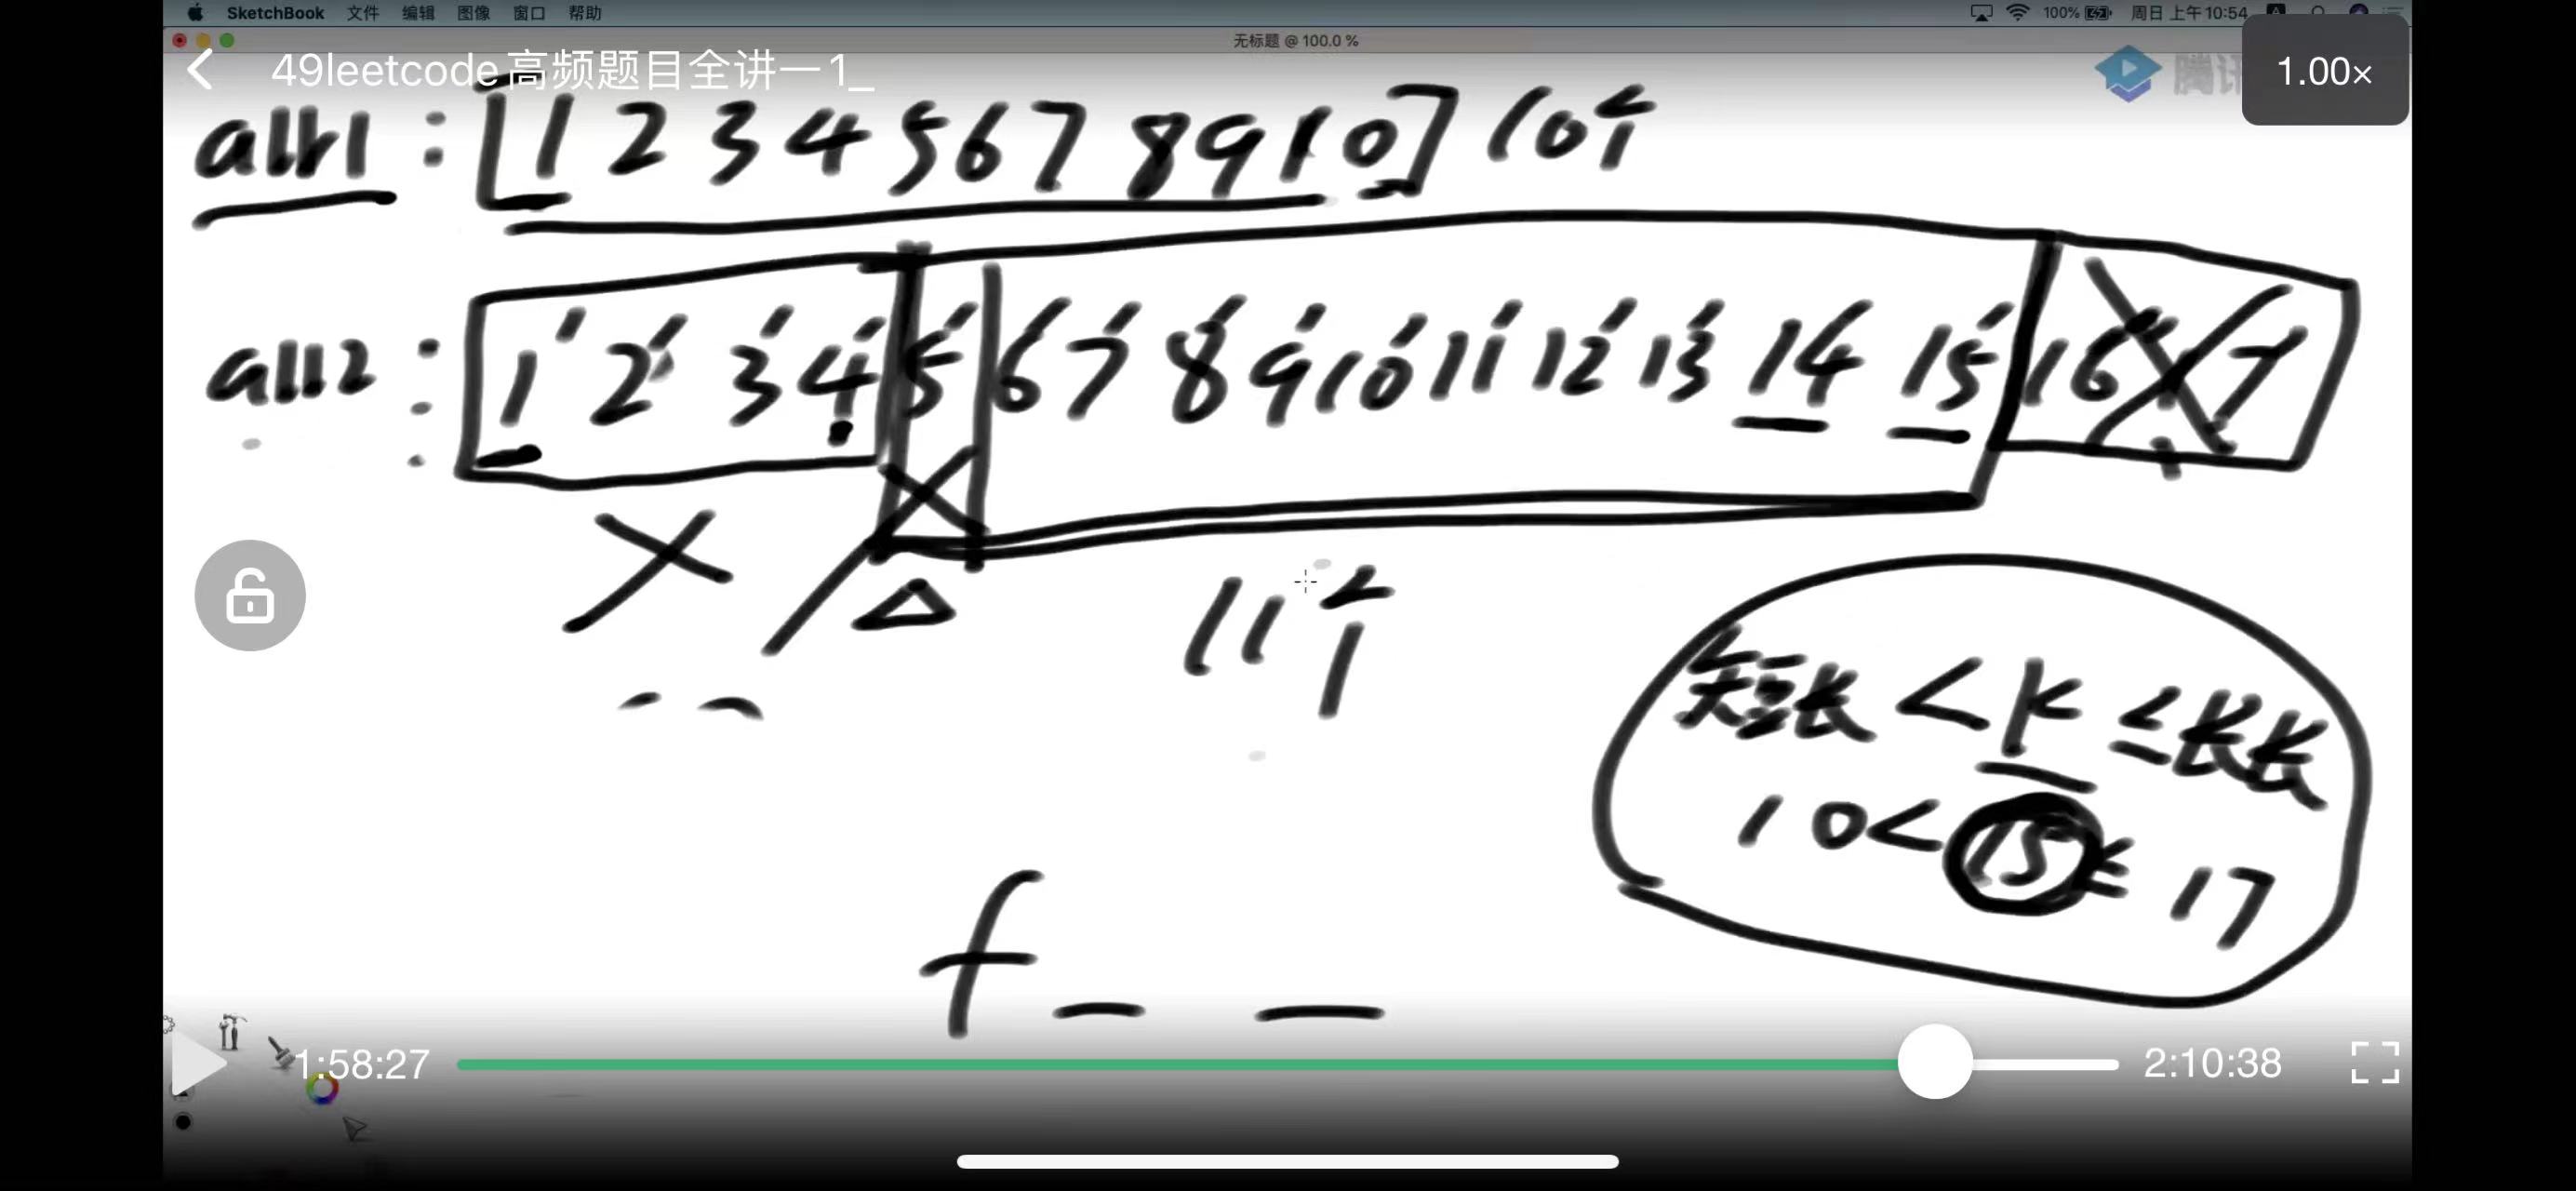 SketchBook 文件 编辑 图像 窗口 帮助 100% 周日上午10:54
无标题 @ 100.0 %
49leetcode高频题目全讲一1_
1.00×
腾讯
arr1 : [1 2 3 4 5 6 7 8 9 10] 10个
arr2 : 1' 2' 3' 4' 5' 6' 7' 8' 9' 10' 11' 12' 13' 14' 15' 16' 17'
11个
短长 < k ≤ 长长
10 < 15 ≤ 17
f
1:58:27
2:10:38